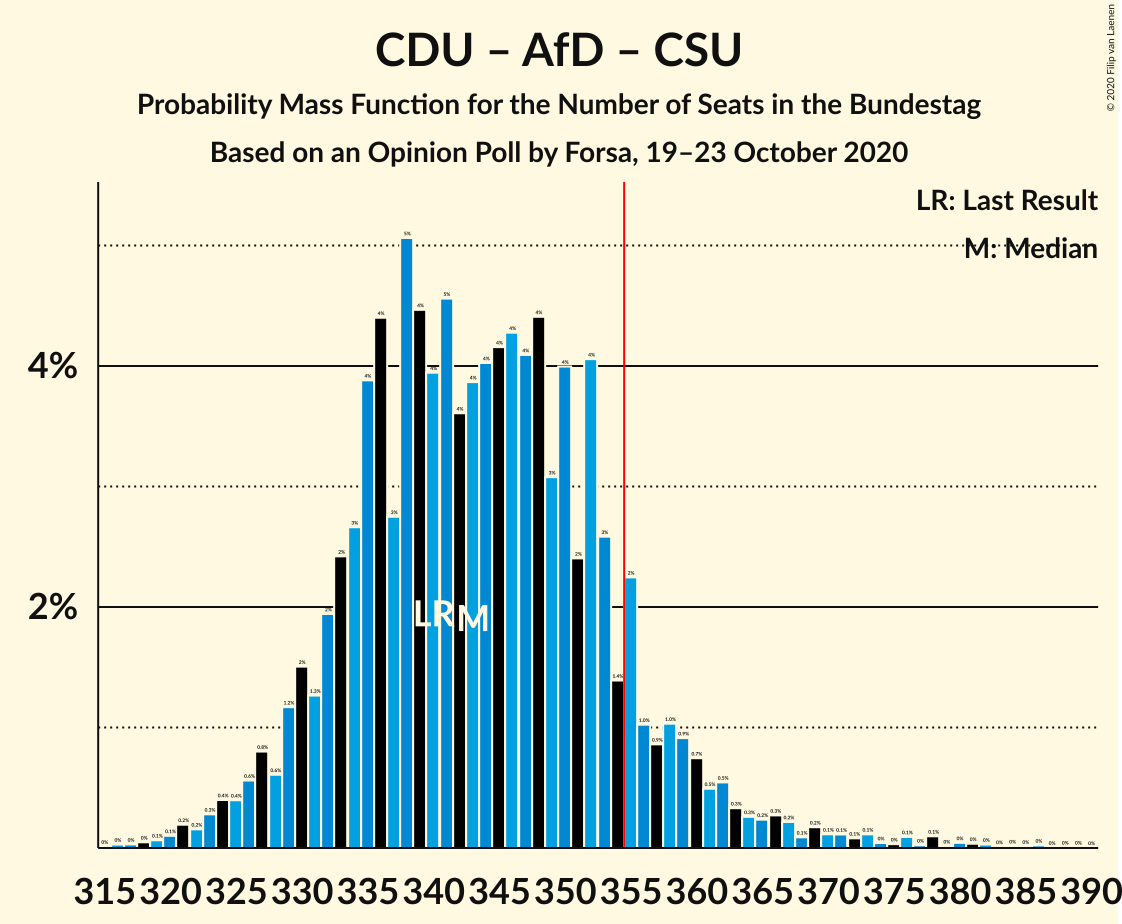 CDU – AfD – CSU
© 2020 Filip van Laenen
Probability Mass Function for the Number of Seats in the Bundestag
Based on an Opinion Poll by Forsa, 19–23 October 2020
LR: Last Result
M: Median
4%
2%
LR
M
315 320 325 330 335 340 345 350 355 360 365 370 375 380 385 390